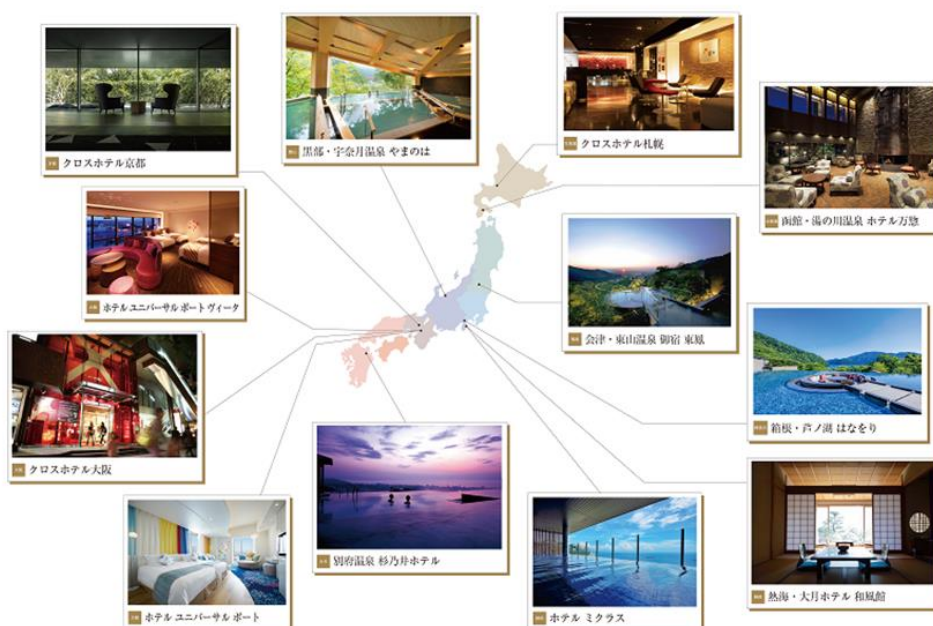 クロスホテル京都
黒部・宇奈月温泉 やまのは
クロスホテル札幌
函館・湯の川温泉 ホテル万惣
ホテル ユニバーサル ポート ヴィータ
会津・東山温泉 御宿 東鳳
クロスホテル大阪
箱根・芦ノ湖 はなをり
別府温泉 杉乃井ホテル
ホテル ユニバーサル ポート
ホテル ミクラス
熱海・大月ホテル 和風館